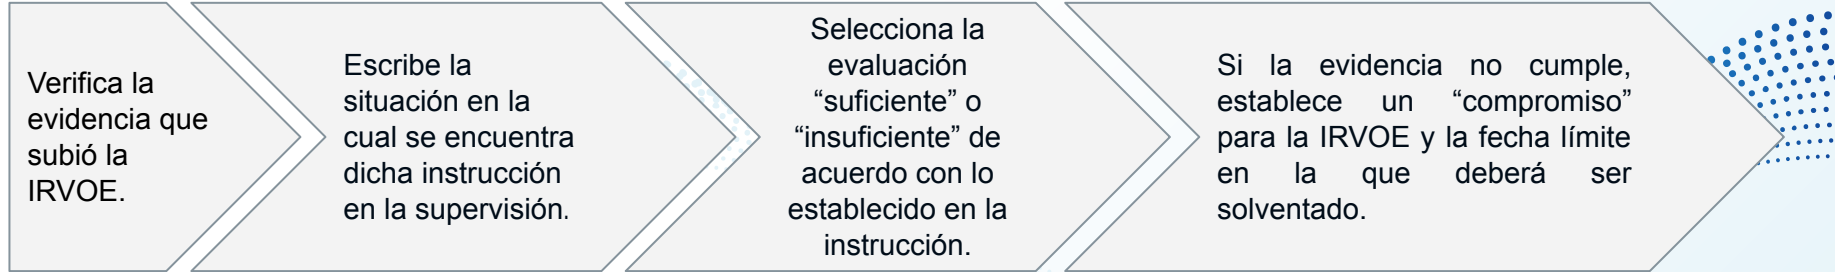 Verifica la
evidencia que
subió la
IRVOE.
Escribe la
situación en la
cual se encuentra
dicha instrucción
en la supervisión.
Selecciona la
evaluación
“suficiente” o
“insuficiente” de
acuerdo con lo
establecido en la
instrucción.
Si la evidencia no cumple,
establece un “compromiso”
para la IRVOE y la fecha límite
en la que deberá ser
solventado.